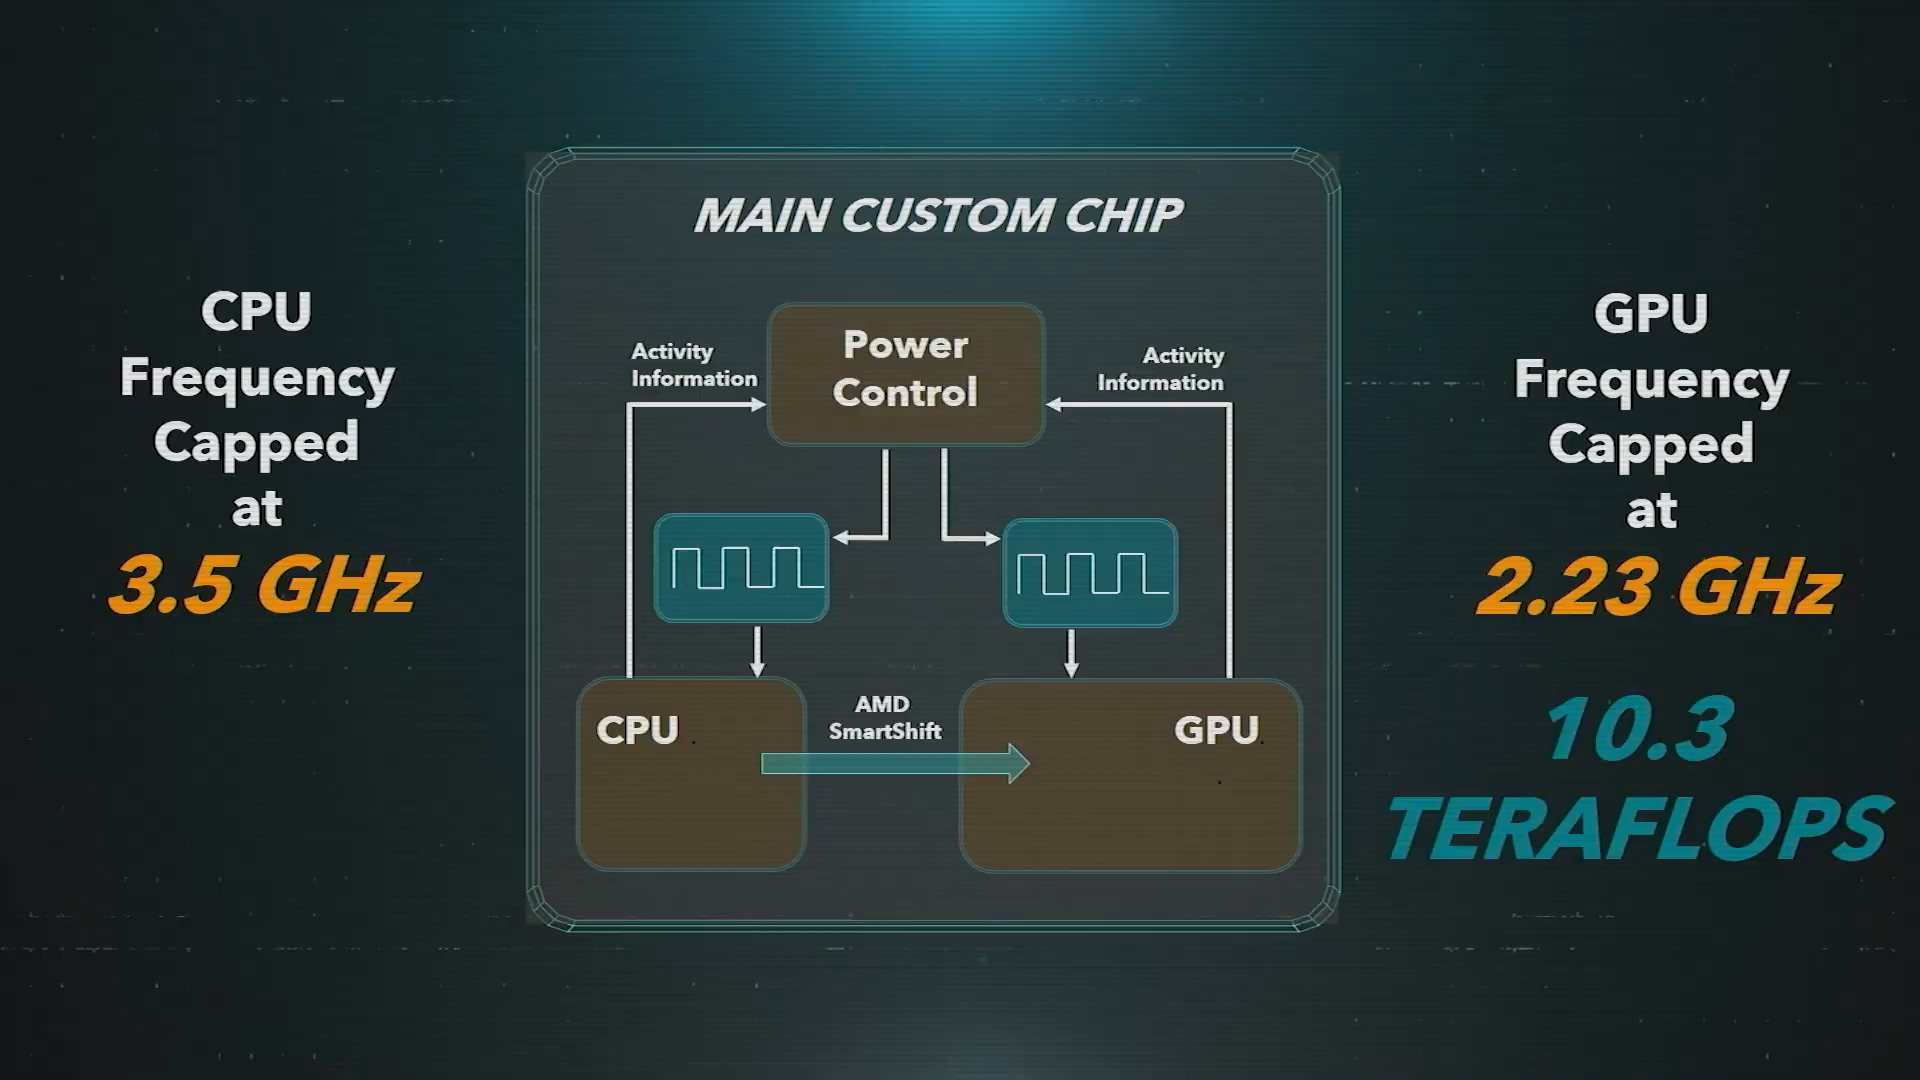 MAIN CUSTOM CHIP
CPU
Frequency
Capped
at
3.5 GHz
Activity
Information
Power
Control
Activity
Information
CPU
AMD
SmartShift
GPU
GPU
Frequency
Capped
at
2.23 GHz
10.3
TERAFLOPS